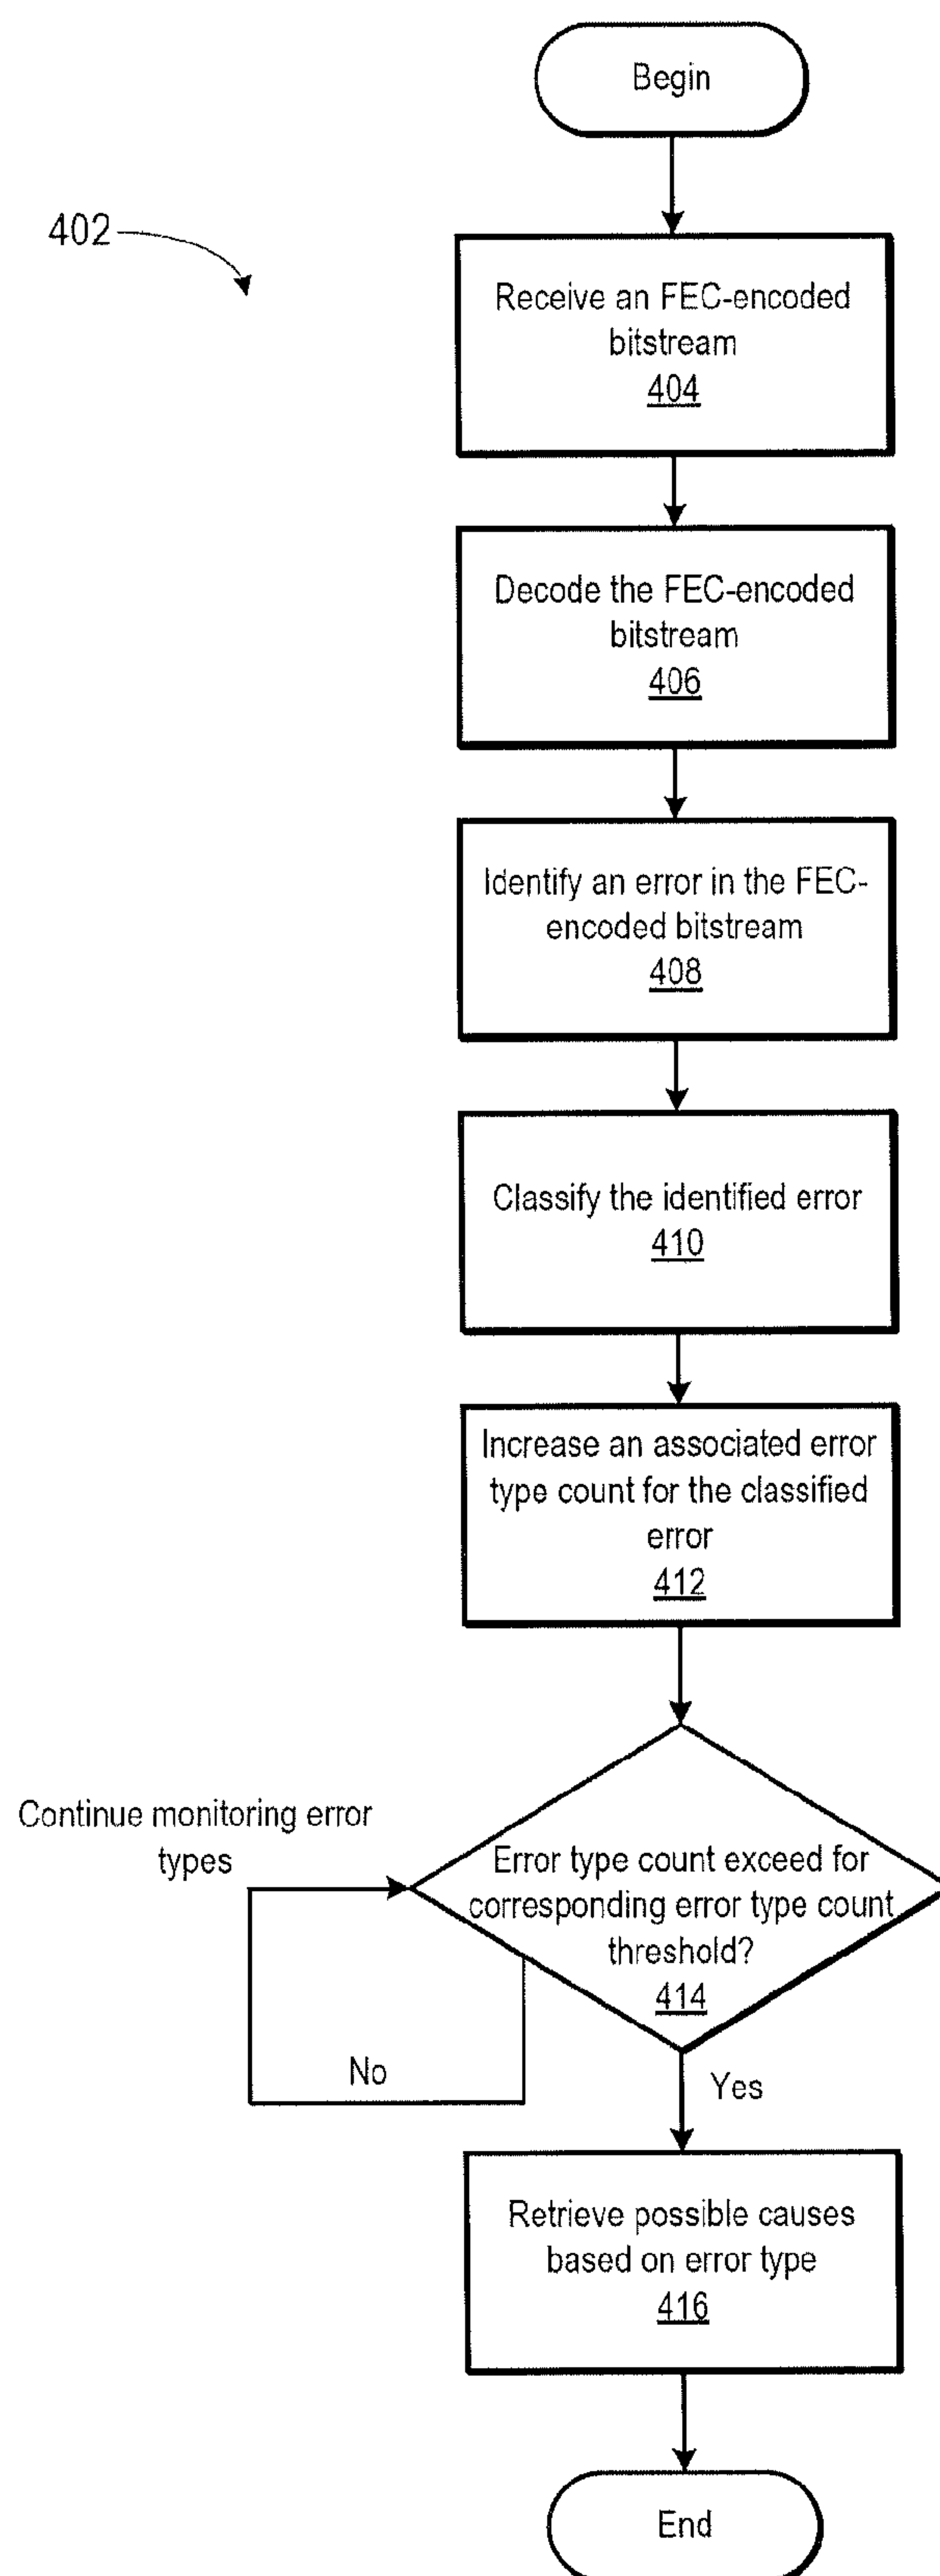 Begin
402
Receive an FEC-encoded
bitstream
404
Decode the FEC-encoded
bitstream
406
Identify an error in the FEC-
encoded bitstream
408
Classify the identified error
410
Increase an associated error
type count for the classified
error
412
Continue monitoring error
types
Error type count exceed for
corresponding error type count
threshold?
414
No
Yes
Retrieve possible causes
based on error type
416
End